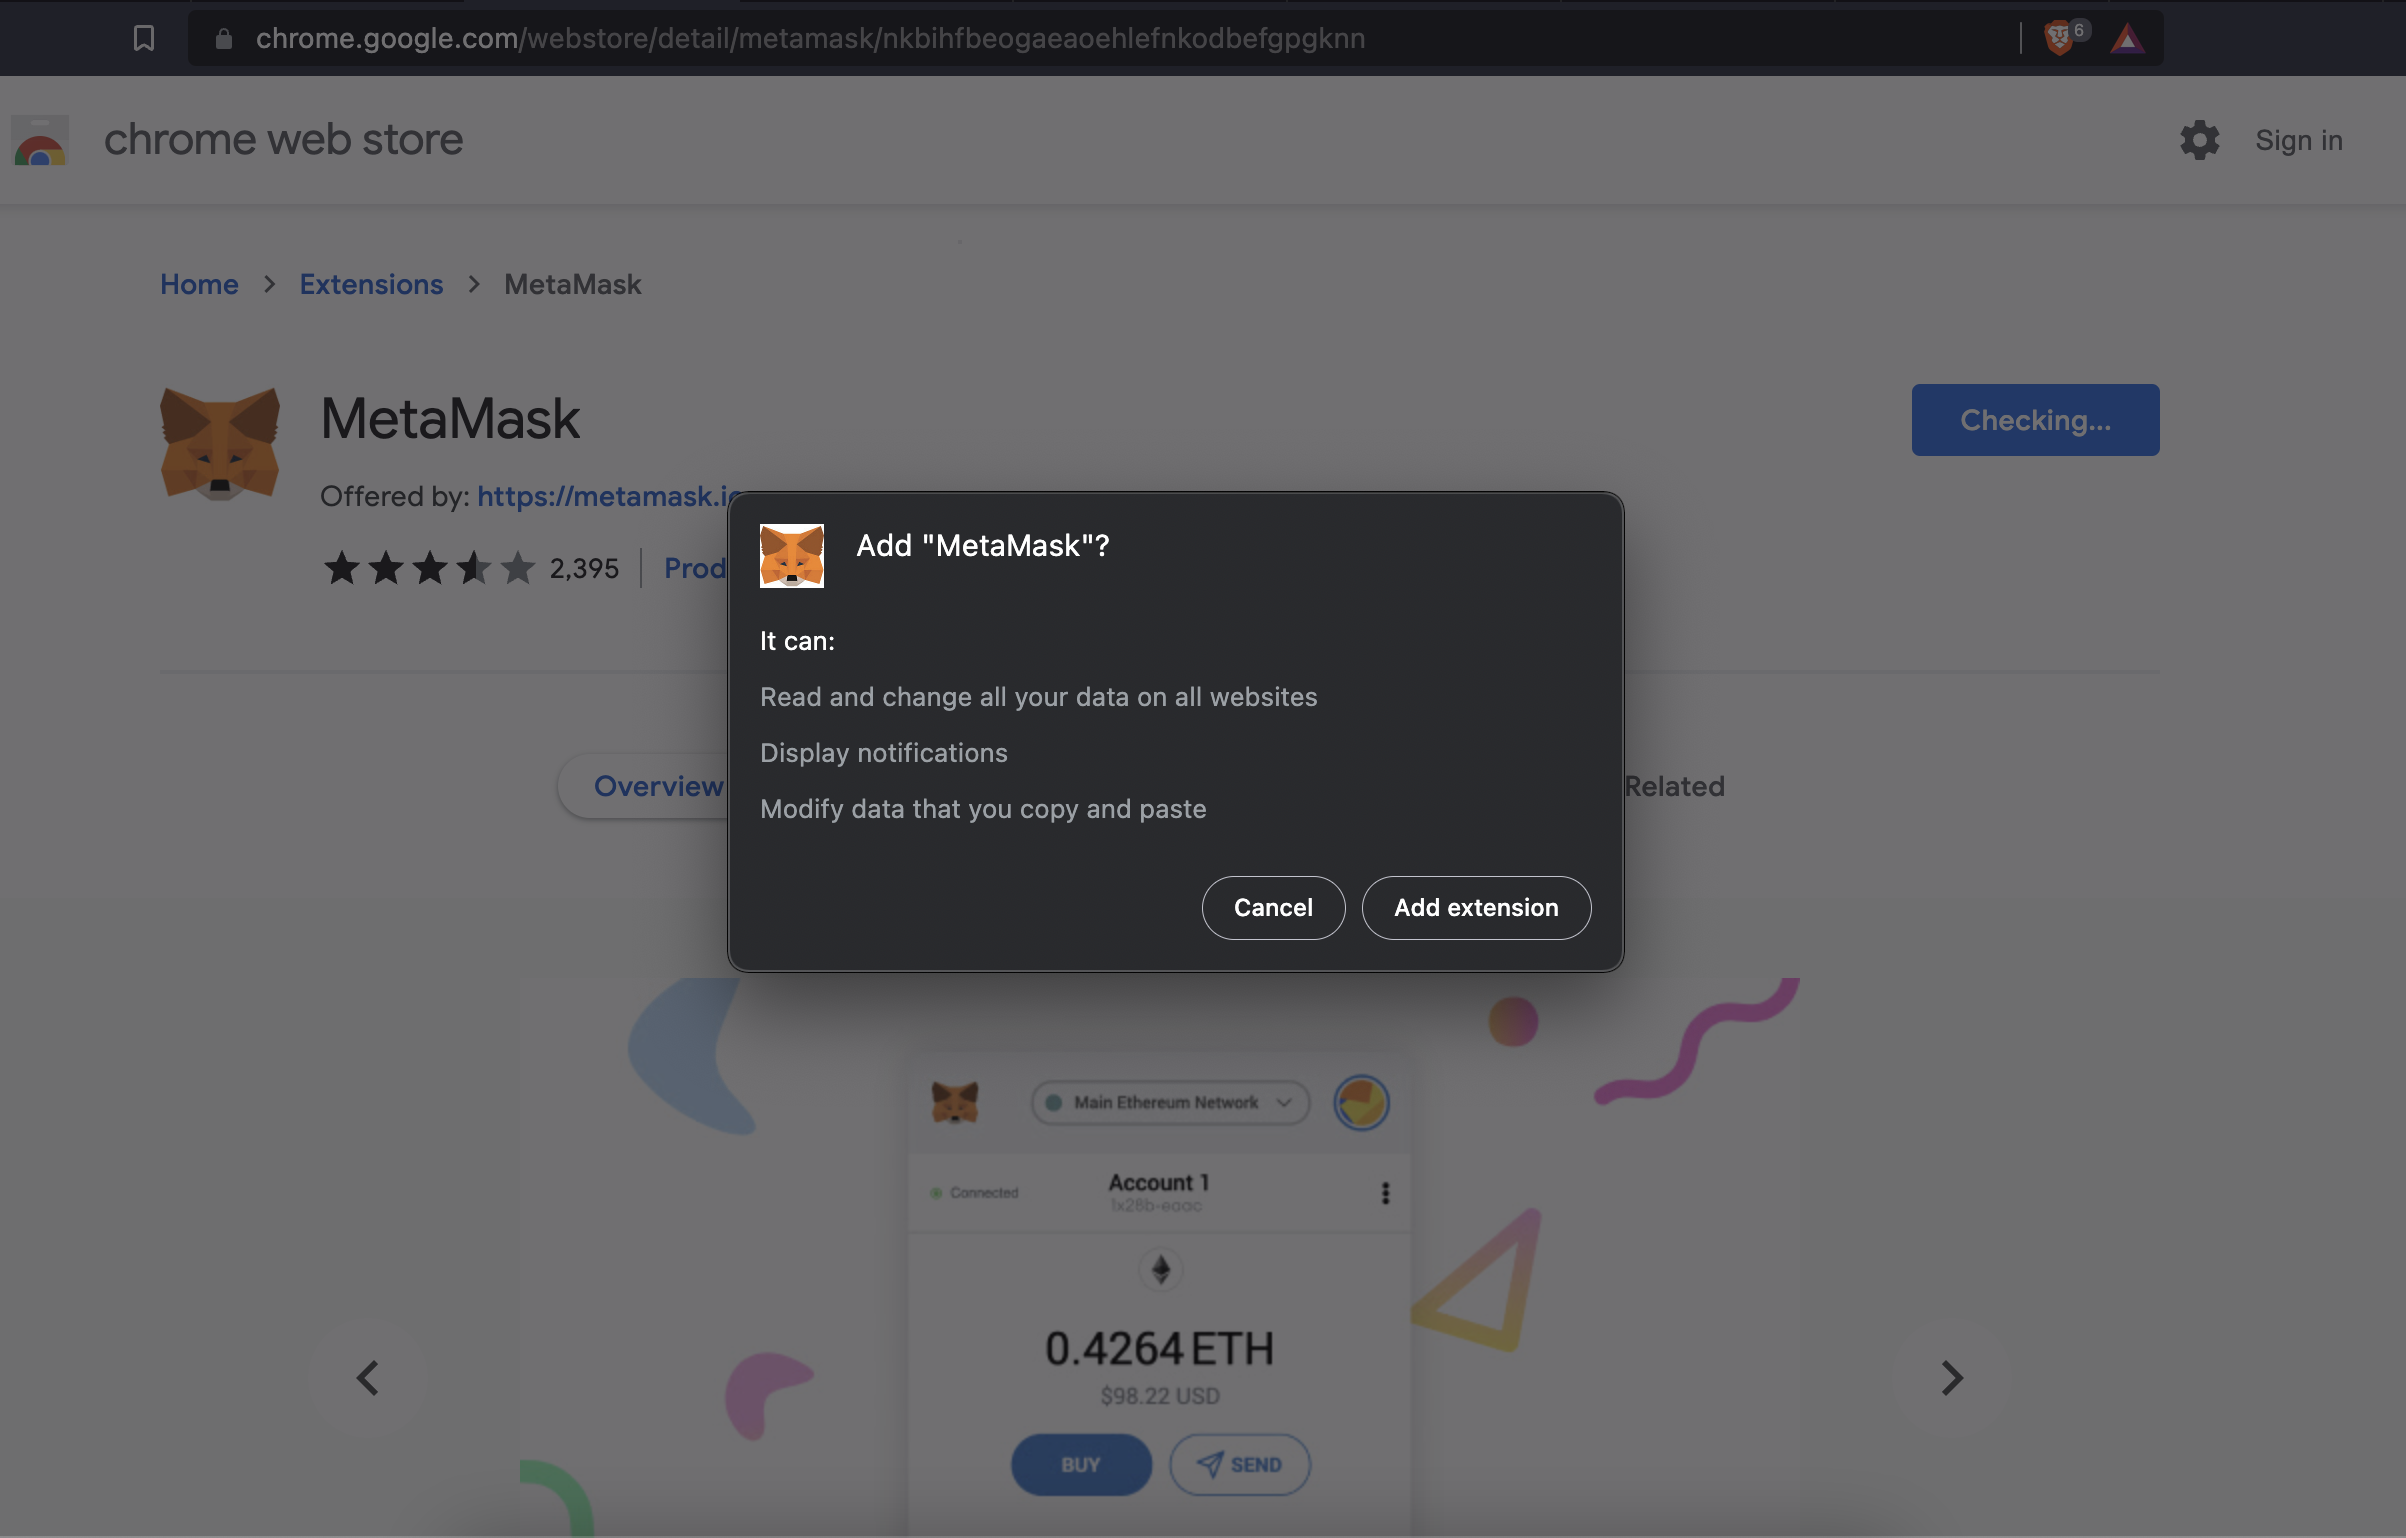 chrome.google.com/webstore/detail/metamask/nkbihfbeogaeaoehlefnkodbefgpgknn
6
chrome web store
Sign in
Home > Extensions > MetaMask
MetaMask
Checking...
Offered by: https://metamask.io
2,395 | Prod
Add "MetaMask"?
It can:
Read and change all your data on all websites
Display notifications
Modify data that you copy and paste
Cancel
Add extension
Overview
Related
Main Ethereum Network
Connected
Account 1
1x28b-eaac
0.4264 ETH
$98.22 USD
BUY
SEND